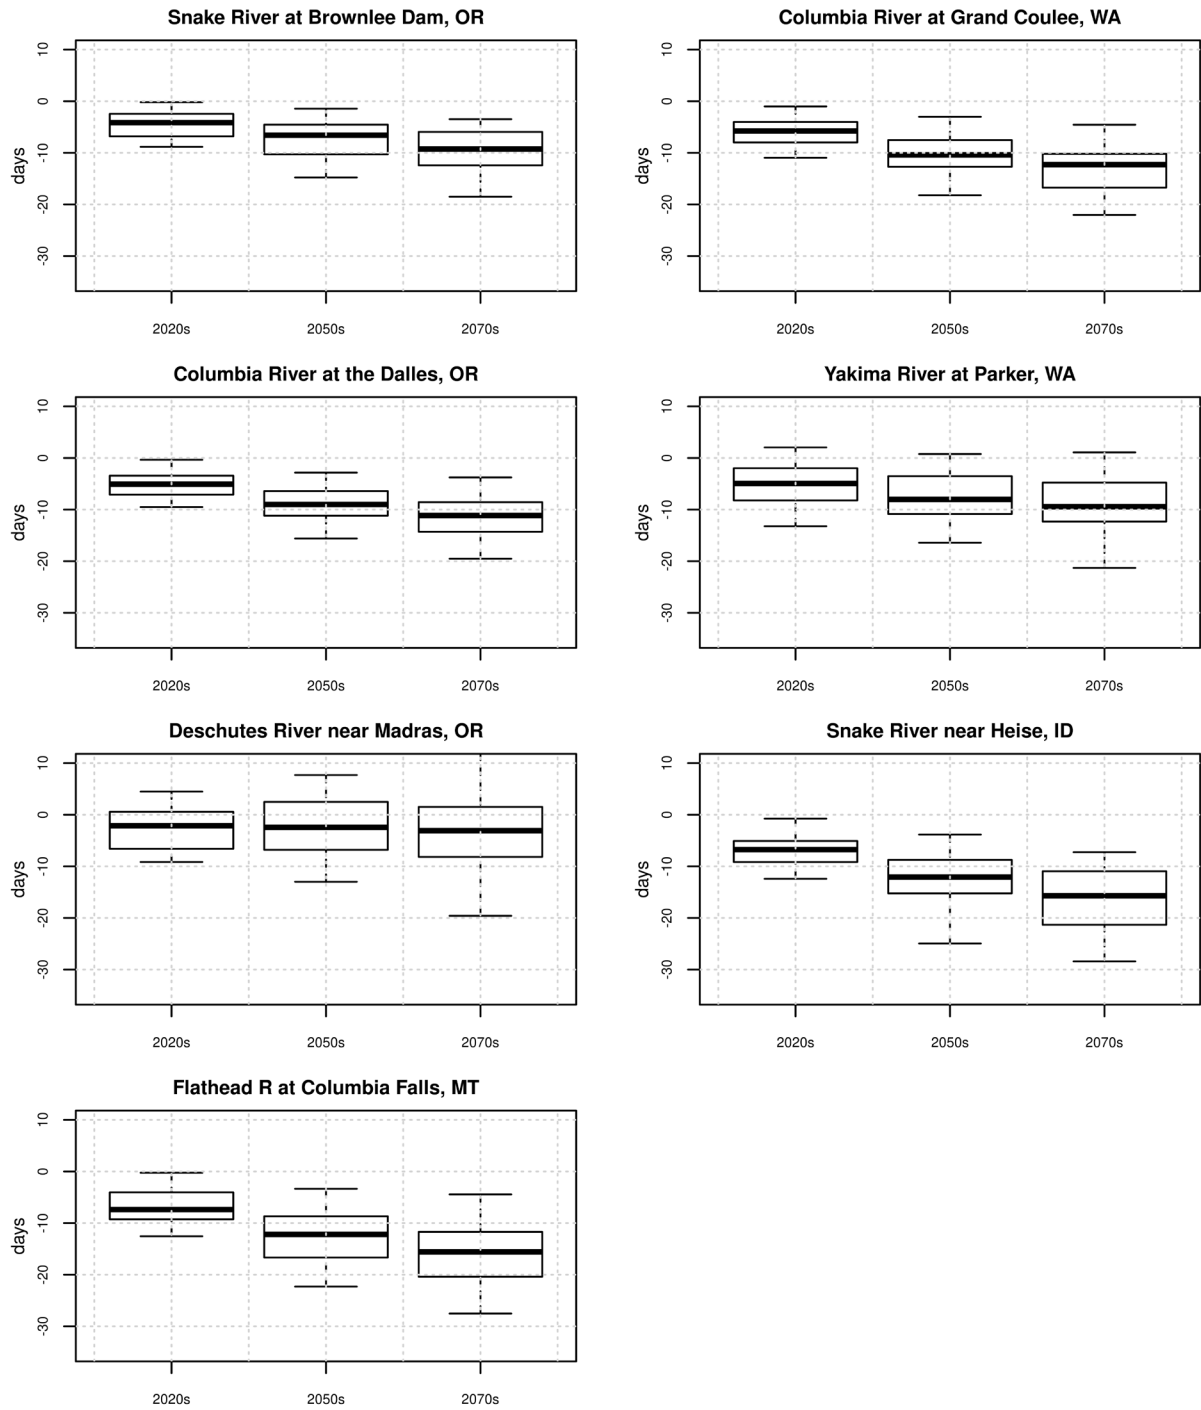 Snake River at Brownlee Dam, OR
10
0
-10
-20
-30
days
2020s 2050s 2070s
Columbia River at Grand Coulee, WA
10
0
-10
-20
-30
days
2020s 2050s 2070s
Columbia River at the Dalles, OR
10
0
-10
-20
-30
days
2020s 2050s 2070s
Yakima River at Parker, WA
10
0
-10
-20
-30
days
2020s 2050s 2070s
Deschutes River near Madras, OR
10
0
-10
-20
-30
days
2020s 2050s 2070s
Snake River near Heise, ID
10
0
-10
-20
-30
days
2020s 2050s 2070s
Flathead R at Columbia Falls, MT
10
0
-10
-20
-30
days
2020s 2050s 2070s